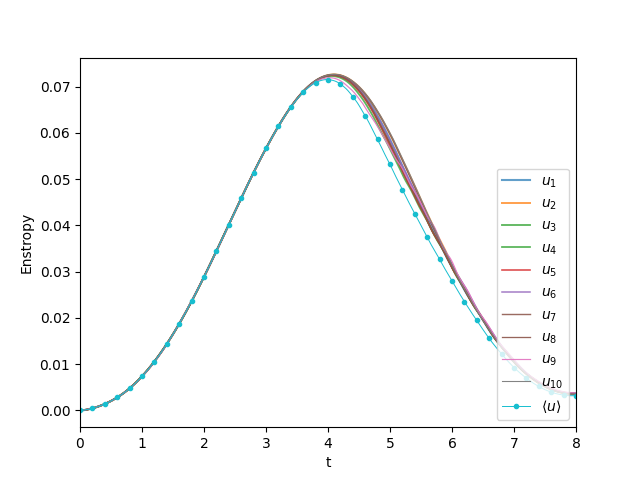 0.07
0.06
0.05
0.04
0.03
0.02
0.01
0.00
Enstropy
0 1 2 3 4 5 6 7 8
t
u₁
u₂
u₃
u₄
u₅
u₆
u₇
u₈
u₉
u₁₀
⟨u⟩